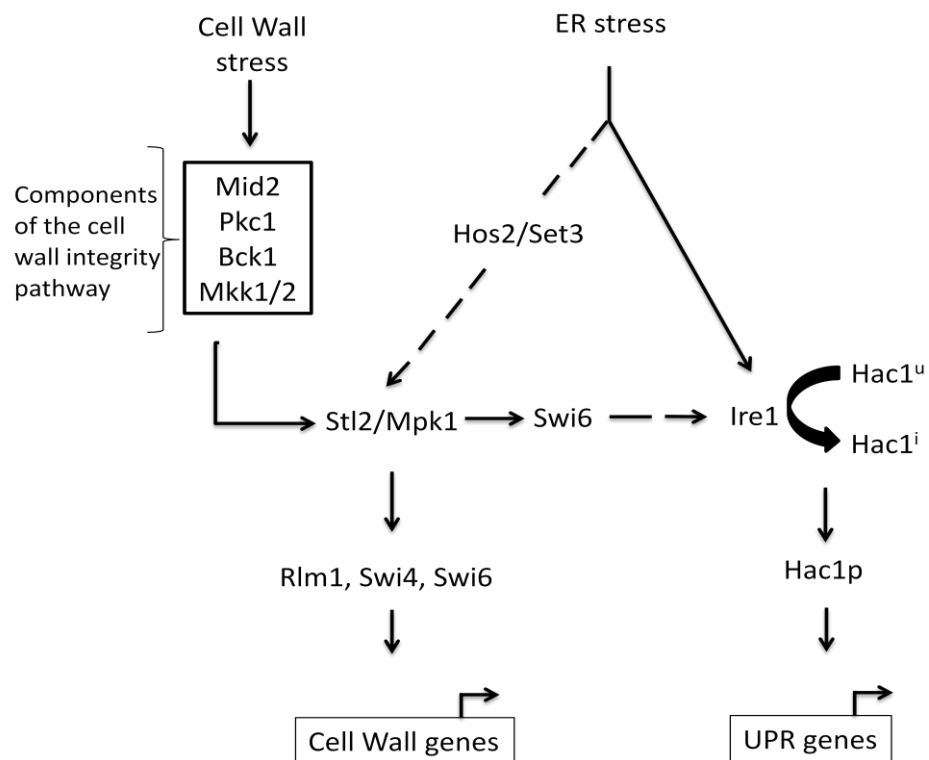 Cell Wall
stress
ER stress
Components
of the cell
wall integrity
pathway
Mid2
Pkc1
Bck1
Mkk1/2
Hos2/Set3
Stl2/Mpk1
Swi6
Ire1
Hac1ᵘ
Hac1ⁱ
Rlm1, Swi4, Swi6
Hac1p
Cell Wall genes
UPR genes